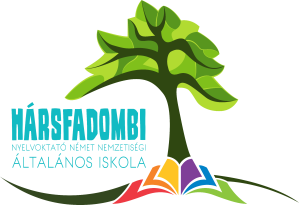 HÁRSFADOMBI
NYELVOKTATÓ NÉMET NEMZETISÉGI
ÁLTALÁNOS ISKOLA